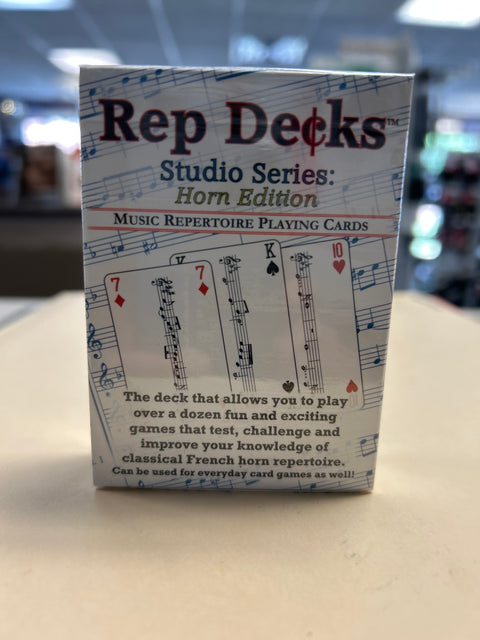 Rep De¢ks™
Studio Series:
Horn Edition
MUSIC REPERTOIRE PLAYING CARDS
7
7
K
10
The deck that allows you to play
over a dozen fun and exciting
games that test, challenge and
improve your knowledge of
classical French horn repertoire.
Can be used for everyday card games as well!